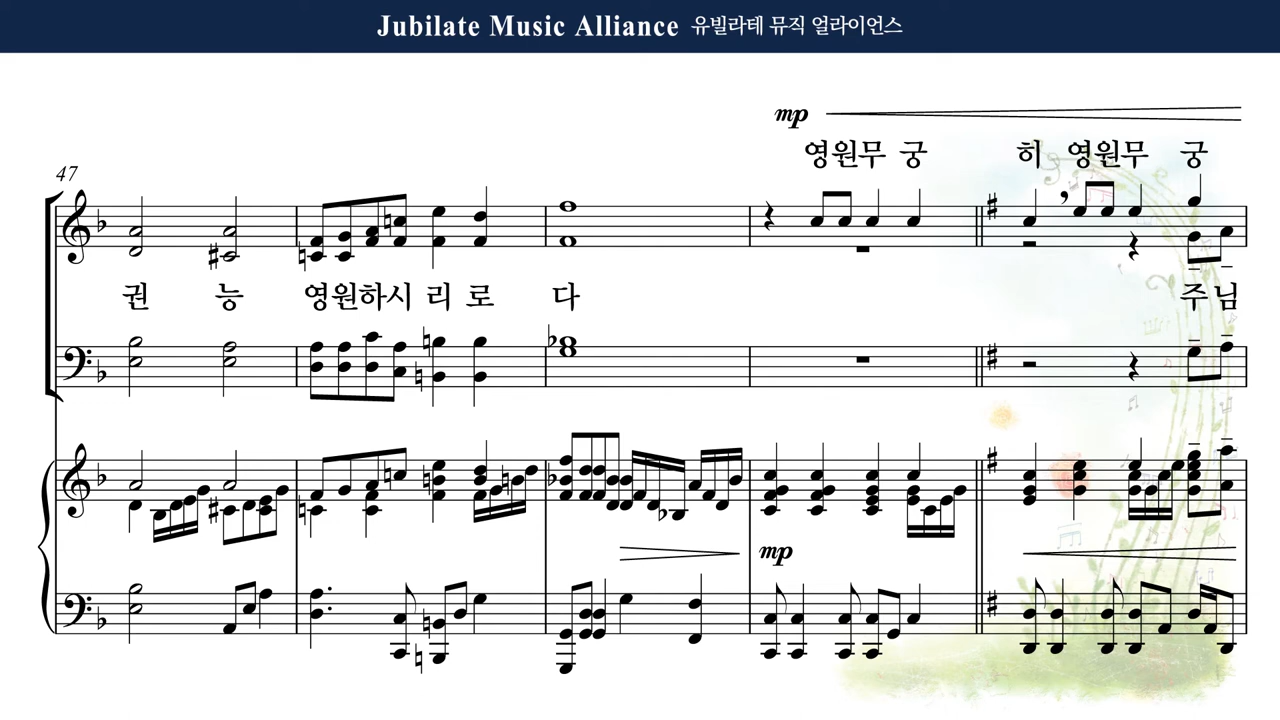 Jubilate Music Alliance 유빌라테 뮤직 얼라이언스
mp
영원무 궁 히 영원무 궁
47
권 능 영원하시 리 로 다 주 님
mp